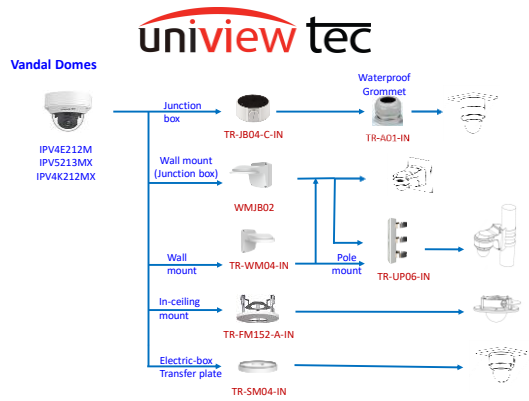 uniview tec
Vandal Domes
IPV4E212M
IPV5213MX
IPV4K212MX
Junction
box
TR-JB04-C-IN
Waterproof
Grommet
TR-A01-IN
Wall mount
(Junction box)
WMJB02
Wall
mount
TR-WM04-IN
Pole
mount
TR-UP06-IN
In-ceiling
mount
TR-FM152-A-IN
Electric-box
Transfer plate
TR-SM04-IN